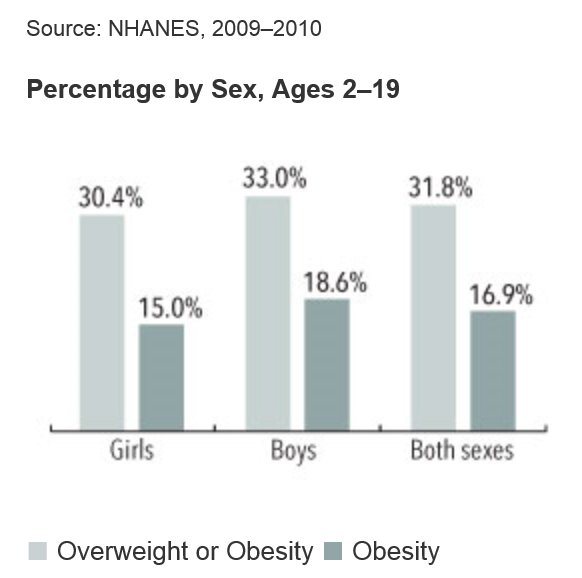 Source: NHANES, 2009–2010
Percentage by Sex, Ages 2–19
30.4%
15.0%
33.0%
18.6%
31.8%
16.9%
Girls
Boys
Both sexes
Overweight or Obesity
Obesity